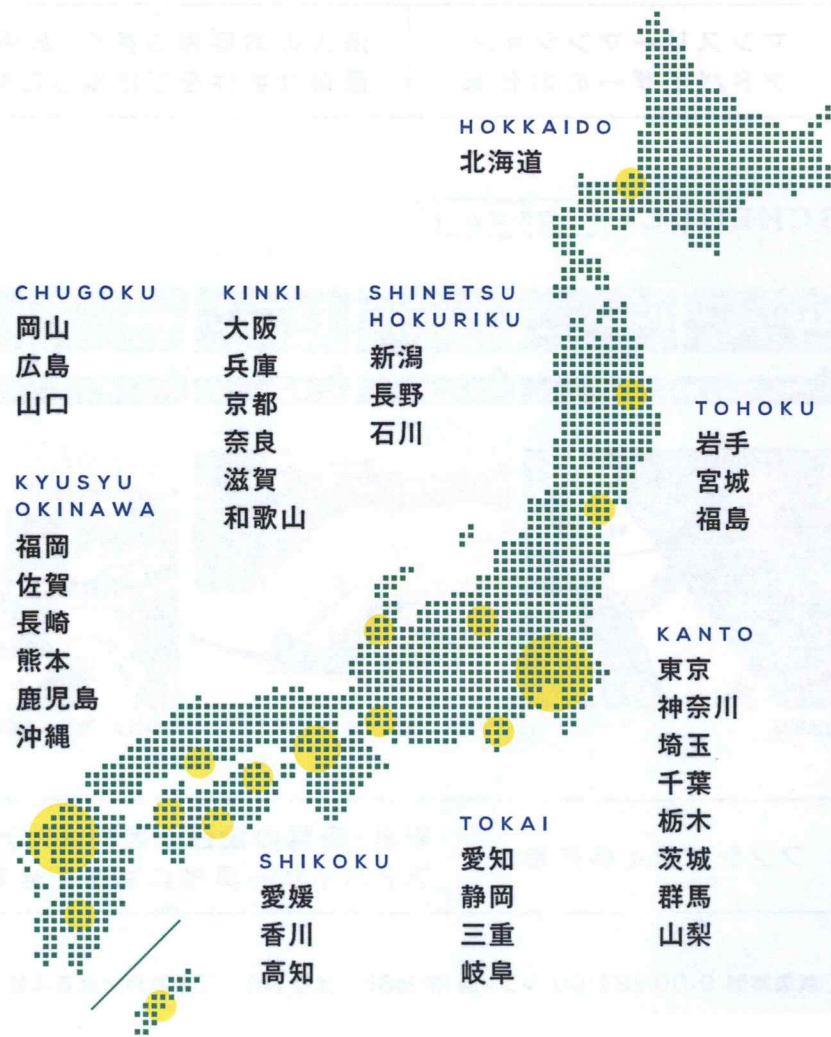 HOKKAIDO
北海道
CHUGOKU
岡山
広島
山口
KINKI
大阪
兵庫
京都
奈良
滋賀
和歌山
SHINETSU
HOKURIKU
新潟
長野
石川
TOHOKU
岩手
宮城
福島
KYUSYU
OKINAWA
福岡
佐賀
長崎
熊本
鹿児島
沖縄
KANTO
東京
神奈川
埼玉
千葉
栃木
茨城
群馬
山梨
SHIKOKU
愛媛
香川
高知
TOKAI
愛知
静岡
三重
岐阜